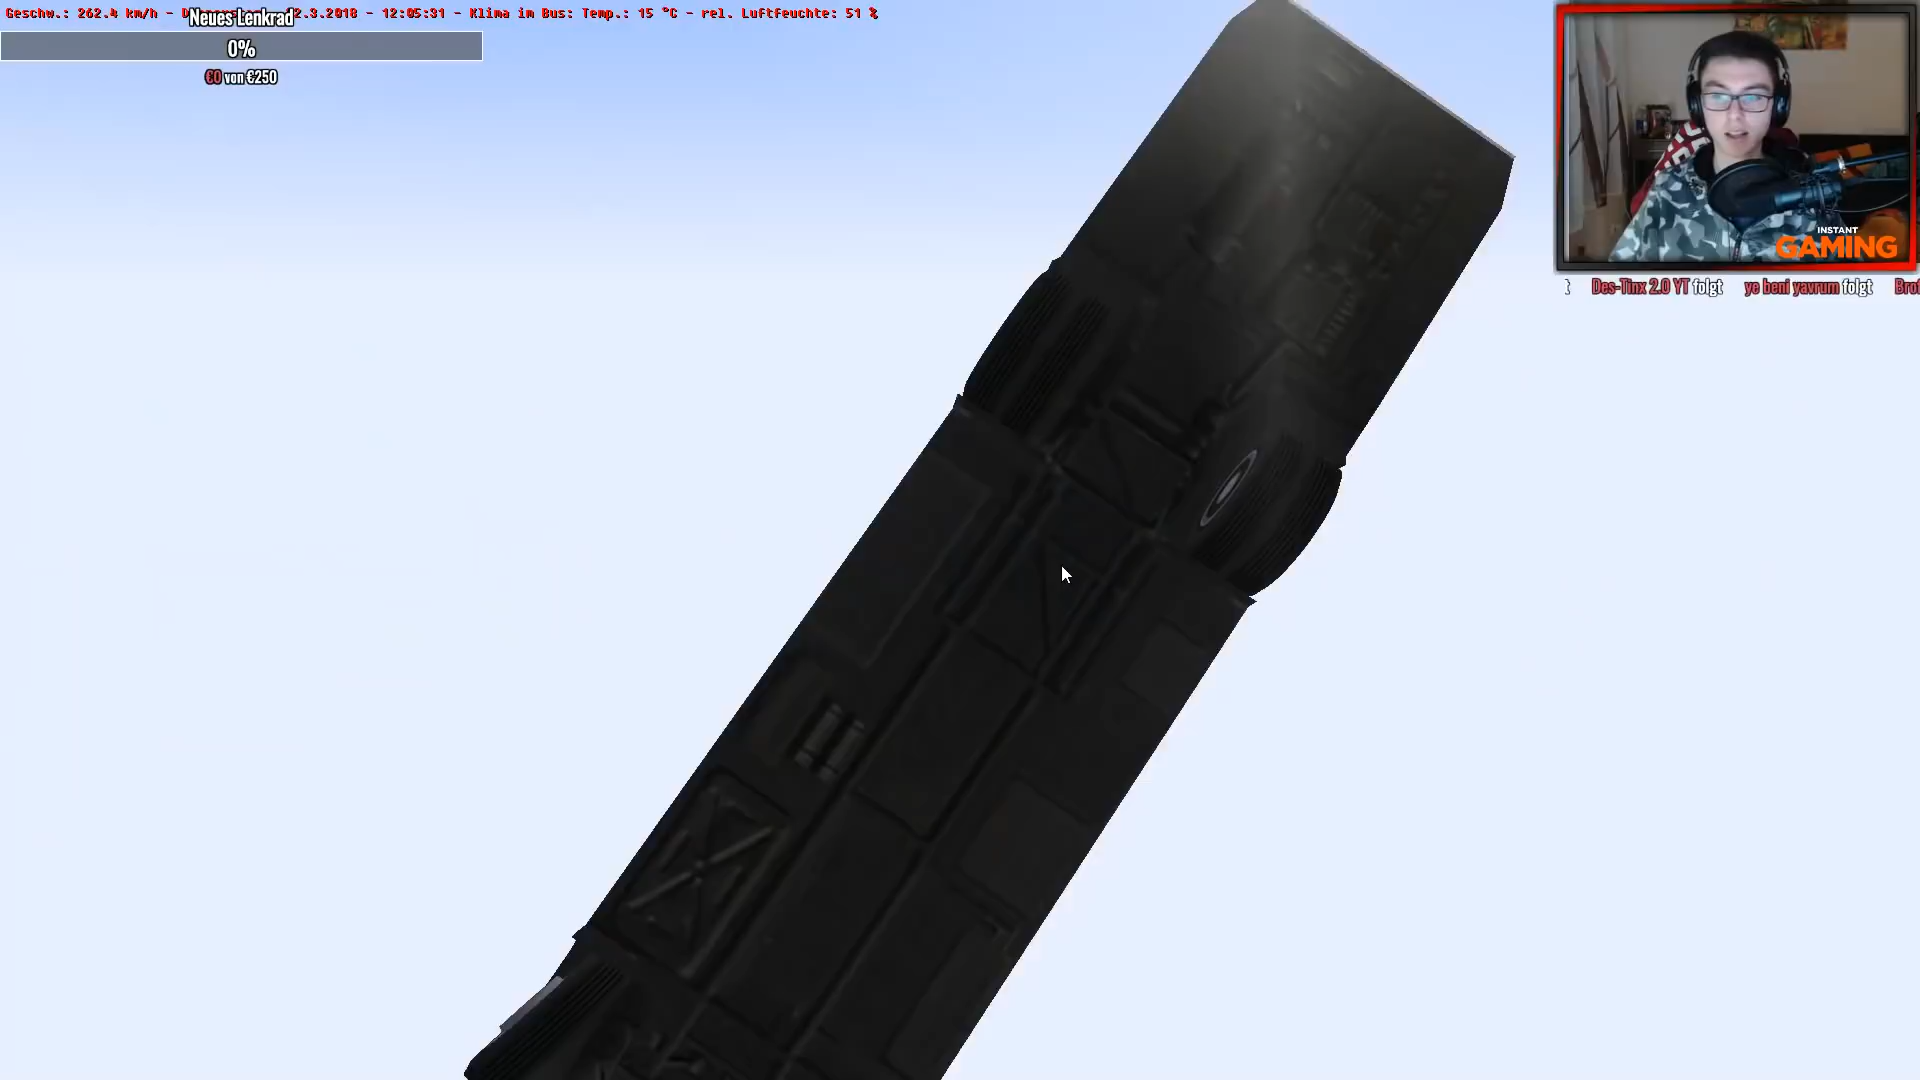 Geschw.: 262.4 km/h - D 2.3.2018 - 12:05:31 - Klima im Bus: Temp.: 15 °C - rel. Luftfeuchte: 51 %
Neues Lenkrad
0%
€0 von €250
INSTANT
GAMING
t Des-Tinx 2.0 YT folgt ye beni yavrum folgt Bro